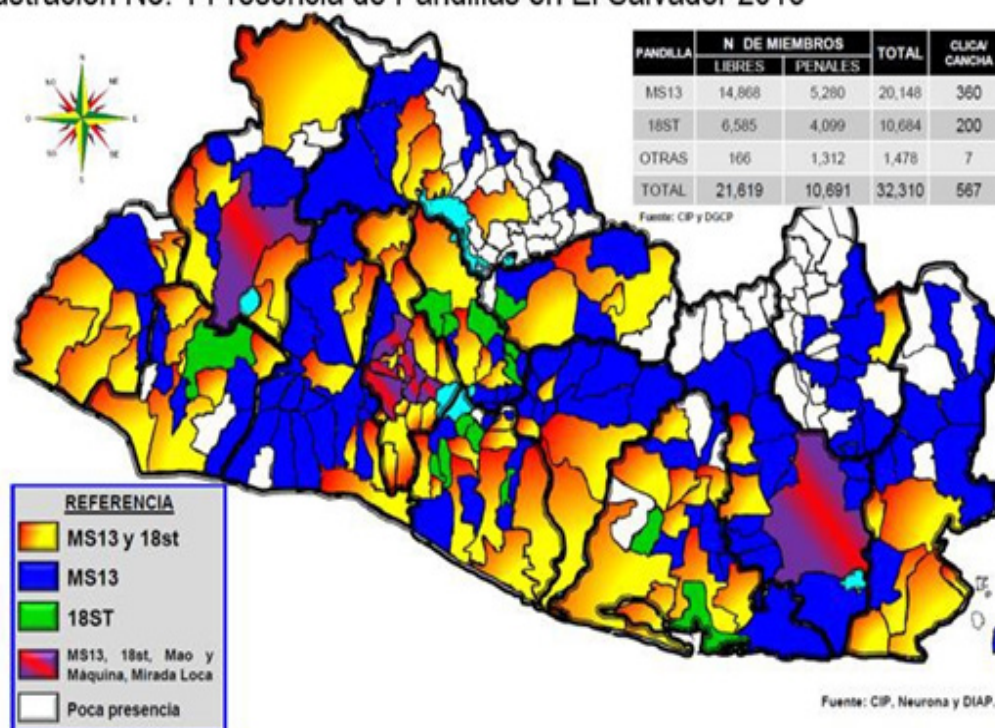 Presencia de Pandillas en El Salvador
PANDILLA N DE MIEMBROS TOTAL CLICA/ CANCHA
LIBRES PENALES
MS13 14,868 5,280 20,148 360
18ST 6,585 4,099 10,684 200
OTRAS 166 1,312 1,478 7
TOTAL 21,619 10,691 32,310 567
Fuente: CIP y DGCP
N
E
S
O
REFERENCIA
MS13 y 18st
MS13
18ST
MS13, 18st, Mao y
Máquina, Mirada Loca
Poca presencia
Fuente: CIP, Neurona y DIAP.